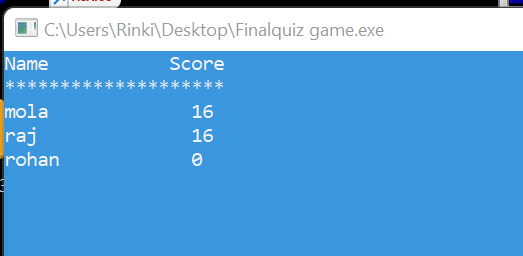 C:\Users\Rinki\Desktop\Finalquiz game.exe
Name Score
********************
mola 16
raj 16
rohan 0